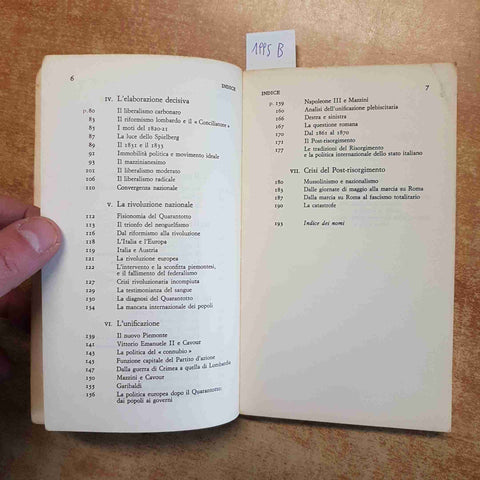 1995 B
6
INDICE
IV. L'elaborazione decisiva
p. 80 Il liberalismo carbonaro
83 Il riformismo lombardo e il « Conciliatore »
85 I moti del 1820-21
87 La luce dello Spielberg
89 Il 1831 e il 1833
91 Immobilità politica e movimento ideale
93 Il mazzinianesimo
104 Il liberalismo moderato
108 Il liberalismo radicale
110 Convergenza nazionale
V. La rivoluzione nazionale
112 Fisionomia del Quarantotto
113 Il trionfo del neoguelfismo
116 Dal riformismo alla rivoluzione
118 L'Italia e l'Europa
119 Italia e Austria
121 La rivoluzione europea
122 L'intervento e la sconfitta piemontesi,
e il fallimento del federalismo
127 Crisi rivoluzionaria incompiuta
129 La testimonianza del sangue
130 La diagnosi del Quarantotto
134 La mancata internazionale dei popoli
VI. L'unificazione
139 Il nuovo Piemonte
141 Vittorio Emanuele II e Cavour
143 La politica del « connubio »
145 Funzione capitale del Partito d'azione
147 Dalla guerra di Crimea a quella di Lombardia
150 Mazzini e Cavour
155 Garibaldi
156 La politica europea dopo il Quarantotto:
dai popoli ai governi
INDICE
7
p. 159 Napoleone III e Mazzini
160 Analisi dell'unificazione plebiscitaria
166 Destra e sinistra
167 La questione romana
170 Dal 1861 al 1870
171 Il Post-risorgimento
177 Le tradizioni del Risorgimento
e la politica internazionale dello stato italiano
VII. Crisi del Post-risorgimento
180 Mussolinismo e nazionalismo
183 Dalle giornate di maggio alla marcia su Roma
187 Dalla marcia su Roma al fascismo totalitario
190 La catastrofe
193 Indice dei nomi